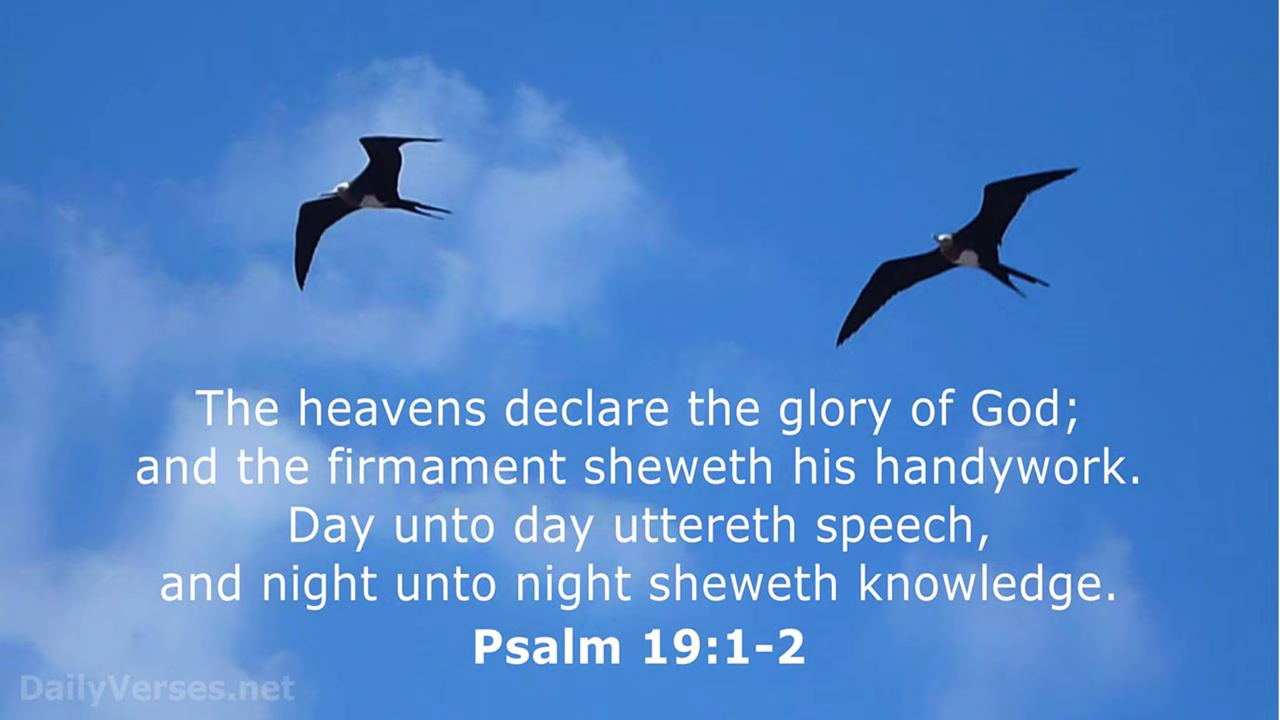 The heavens declare the glory of God;
and the firmament sheweth his handywork.
Day unto day uttereth speech,
and night unto night sheweth knowledge.
Psalm 19:1-2
DailyVerses.net